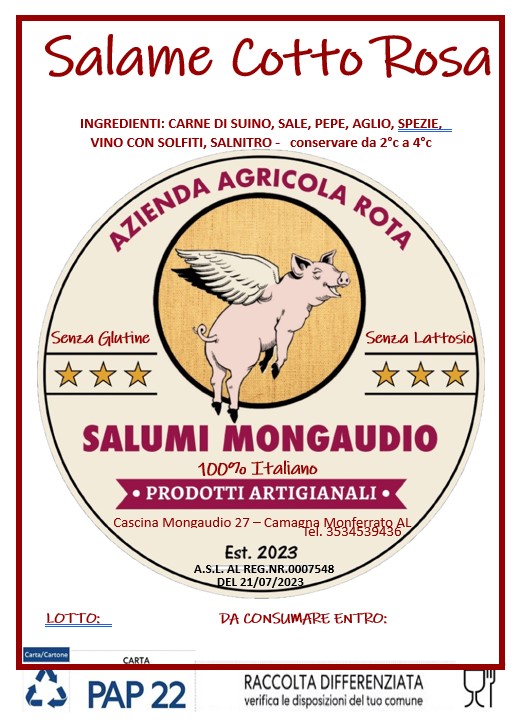 Salame Cotto Rosa
INGREDIENTI: CARNE DI SUINO, SALE, PEPE, AGLIO, SPEZIE,
VINO CON SOLFITI, SALNITRO - conservare da 2°c a 4°c
AZIENDA AGRICOLA ROTA
Senza Glutine
Senza Lattosio
SALUMI MONGAUDIO
100% Italiano
• PRODOTTI ARTIGIANALI •
Cascina Mongaudio 27 – Camagna Monferrato AL
Tel. 3534539436
Est. 2023
A.S.L. AL REG.NR.0007548
DEL 21/07/2023
LOTTO: DA CONSUMARE ENTRO:
Carta/Cartone
CARTA
PAP 22
RACCOLTA DIFFERENZIATA
verifica le disposizioni del tuo comune